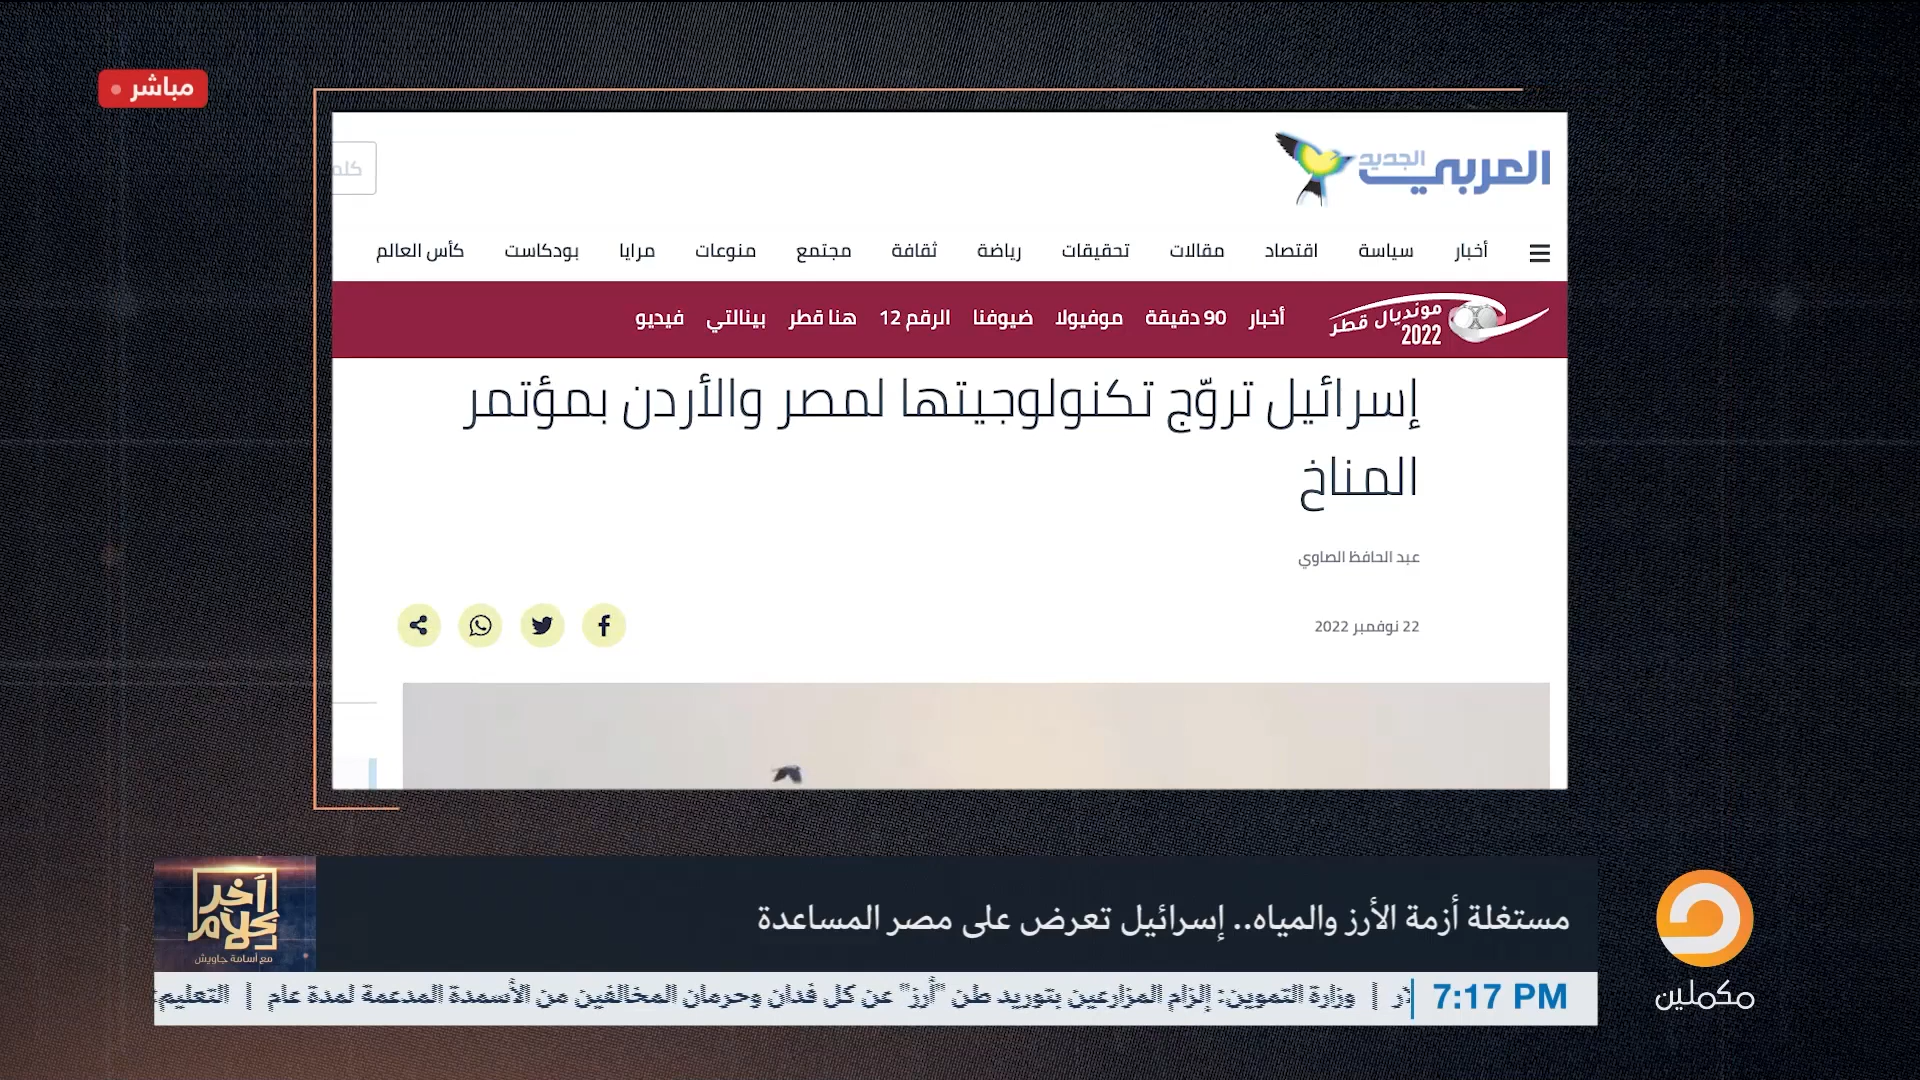 مباشر
العربي الجديد
كلم
أخبار سياسة اقتصاد مقالات تحقيقات رياضة ثقافة مجتمع منوعات مرايا بودكاست كأس العالم
مونديال قطر 2022
أخبار 90 دقيقة موفيولا ضيوفنا الرقم 12 هنا قطر بينالتي فيديو
إسرائيل تروّج تكنولوجيتها لمصر والأردن بمؤتمر
المناخ
عبد الحافظ الصاوي
22 نوفمبر 2022
مستغلة أزمة الأرز والمياه.. إسرائيل تعرض على مصر المساعدة
آخر كلام
مع أسامة جاويش
7:17 PM
لار | وزارة التموين: إلزام المزارعين بتوريد طن "أرز" عن كل فدان وحرمان المخالفين من الأسمدة المدعمة لمدة عام | التعليم:
مكملين